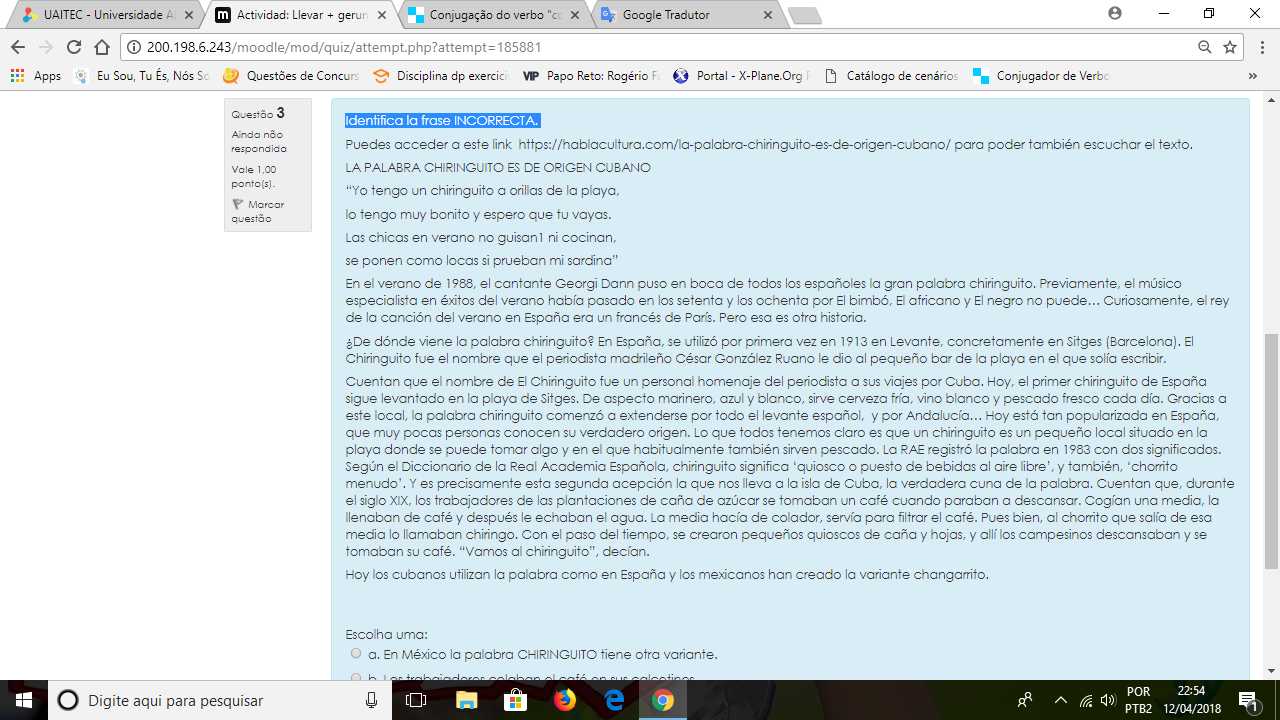 UAITEC - Universidade A
Actividad: Llevar + gerun
Conjugação do verbo "co
Google Tradutor
200.198.6.243/moodle/mod/quiz/attempt.php?attempt=185881
Apps
Eu Sou, Tu És, Nós So
Questões de Concurs
Disciplina dp exercici
VIP Papo Reto: Rogério F
Portal - X-Plane.Org F
Catálogo de cenários
Conjugador de Verbo
»
Questão 3
Ainda não
respondida
Vale 1,00
ponto(s).
Marcar
questão
Identifica la frase INCORRECTA.
Puedes acceder a este link https://hablacultura.com/la-palabra-chiringuito-es-de-origen-cubano/ para poder también escuchar el texto.
LA PALABRA CHIRINGUITO ES DE ORIGEN CUBANO
“Yo tengo un chiringuito a orillas de la playa,
lo tengo muy bonito y espero que tu vayas.
Las chicas en verano no guisan1 ni cocinan,
se ponen como locas si prueban mi sardina”
En el verano de 1988, el cantante Georgi Dann puso en boca de todos los españoles la gran palabra chiringuito. Previamente, el músico
especialista en éxitos del verano había pasado en los setenta y los ochenta por El bimbó, El africano y El negro no puede… Curiosamente, el rey
de la canción del verano en España era un francés de París. Pero esa es otra historia.
¿De dónde viene la palabra chiringuito? En España, se utilizó por primera vez en 1913 en Levante, concretamente en Sitges (Barcelona). El
Chiringuito fue el nombre que el periodista madrileño César González Ruano le dio al pequeño bar de la playa en el que solía escribir.
Cuentan que el nombre de El Chiringuito fue un personal homenaje del periodista a sus viajes por Cuba. Hoy, el primer chiringuito de España
sigue levantado en la playa de Sitges. De aspecto marinero, azul y blanco, sirve cerveza fría, vino blanco y pescado fresco cada día. Gracias a
este local, la palabra chiringuito comenzó a extenderse por todo el levante español, y por Andalucía… Hoy está tan popularizada en España,
que muy pocas personas conocen su verdadero origen. Lo que todos tenemos claro es que un chiringuito es un pequeño local situado en la
playa donde se puede tomar algo y en el que habitualmente también sirven pescado. La RAE registró la palabra en 1983 con dos significados.
Según el Diccionario de la Real Academia Española, chiringuito significa ‘quiosco o puesto de bebidas al aire libre’, y también, ‘chorrito
menudo’. Y es precisamente esta segunda acepción la que nos lleva a la isla de Cuba, la verdadera cuna de la palabra. Cuentan que, durante
el siglo XIX, los trabajadores de las plantaciones de caña de azúcar se tomaban un café cuando paraban a descansar. Cogían una media, la
llenaban de café y después le echaban el agua. La media hacía de colador, servía para filtrar el café. Pues bien, al chorrito que salía de esa
media lo llamaban chiringo. Con el paso del tiempo, se crearon pequeños quioscos de caña y hojas, y allí los campesinos descansaban y se
tomaban su café. “Vamos al chiringuito”, decían.
Hoy los cubanos utilizan la palabra como en España y los mexicanos han creado la variante changarrito.
Escolha uma:
a. En México la palabra CHIRINGUITO tiene otra variante.
b. Los trabajadores colaban el café en sus calcetines.
Digite aqui para pesquisar
POR
PTB2
22:54
12/04/2018
1